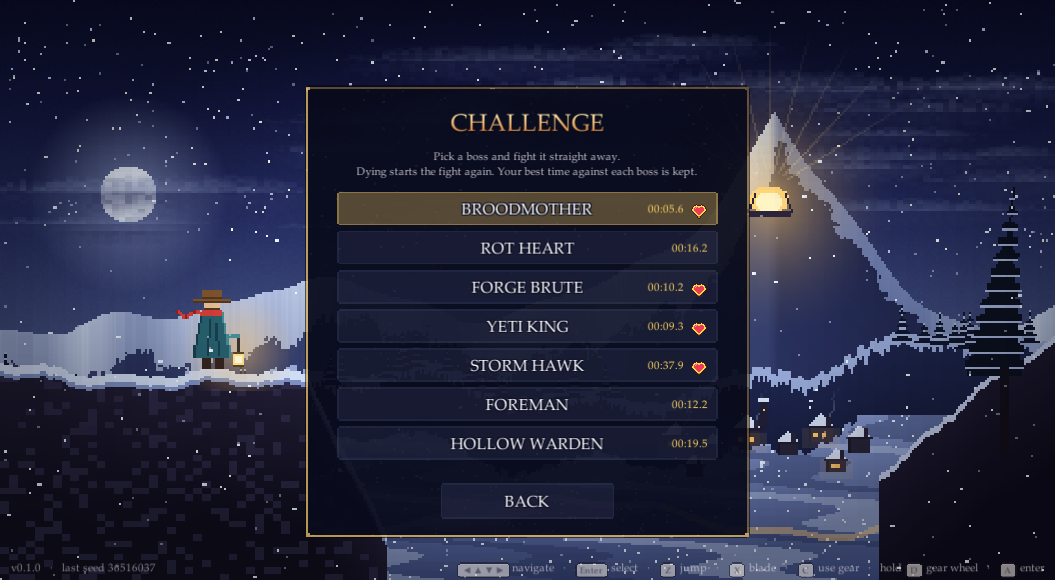 CHALLENGE
Pick a boss and fight it straight away.
Dying starts the fight again. Your best time against each boss is kept.
BROODMOTHER 00:05.6
ROT HEART 00:16.2
FORGE BRUTE 00:10.2
YETI KING 00:09.3
STORM HAWK 00:37.9
FOREMAN 00:12.2
HOLLOW WARDEN 00:19.5
BACK
v0.1.0 last seed 36516037 ◄▲▼► navigate Enter select Z jump X blade C use gear hold D gear wheel A enter